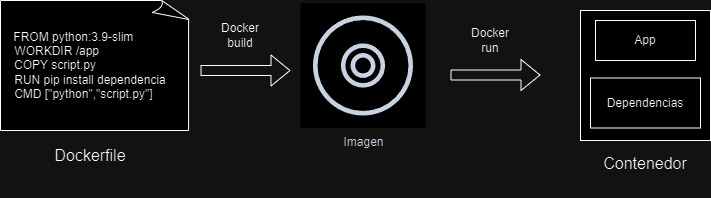 FROM python:3.9-slim
WORKDIR /app
COPY script.py
RUN pip install dependencia
CMD ["python","script.py"]
Dockerfile
Docker
build
Imagen
Docker
run
App
Dependencias
Contenedor